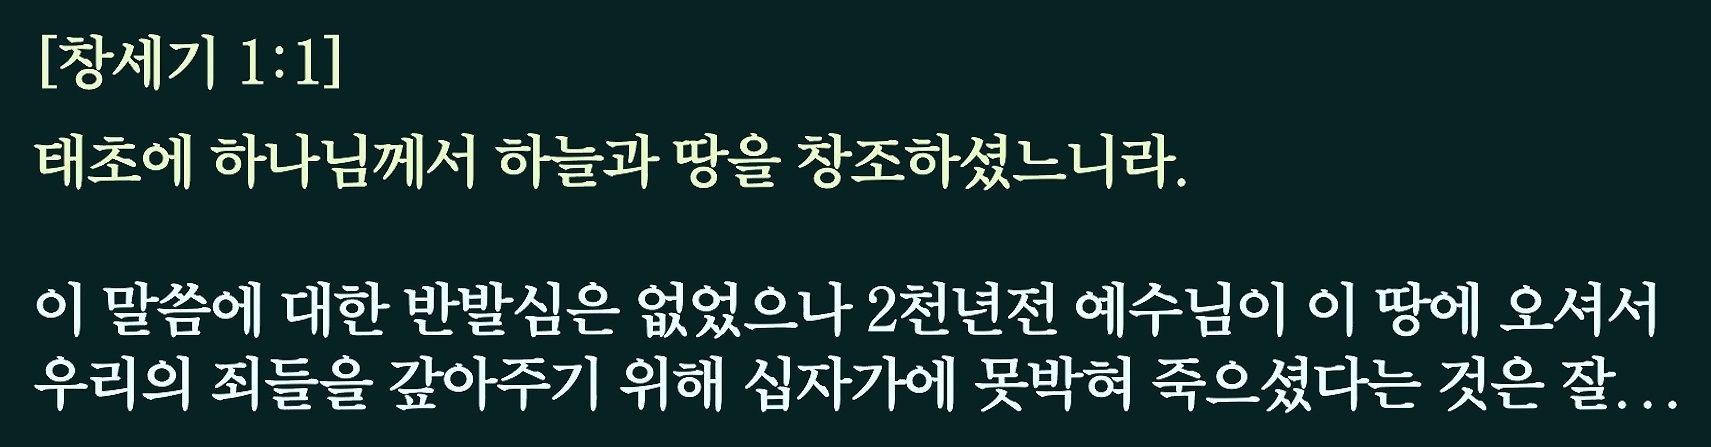 [창세기 1:1]
태초에 하나님께서 하늘과 땅을 창조하셨느니라.
이 말씀에 대한 반발심은 없었으나 2천년전 예수님이 이 땅에 오셔서
우리의 죄들을 갚아주기 위해 십자가에 못박혀 죽으셨다는 것은 잘...